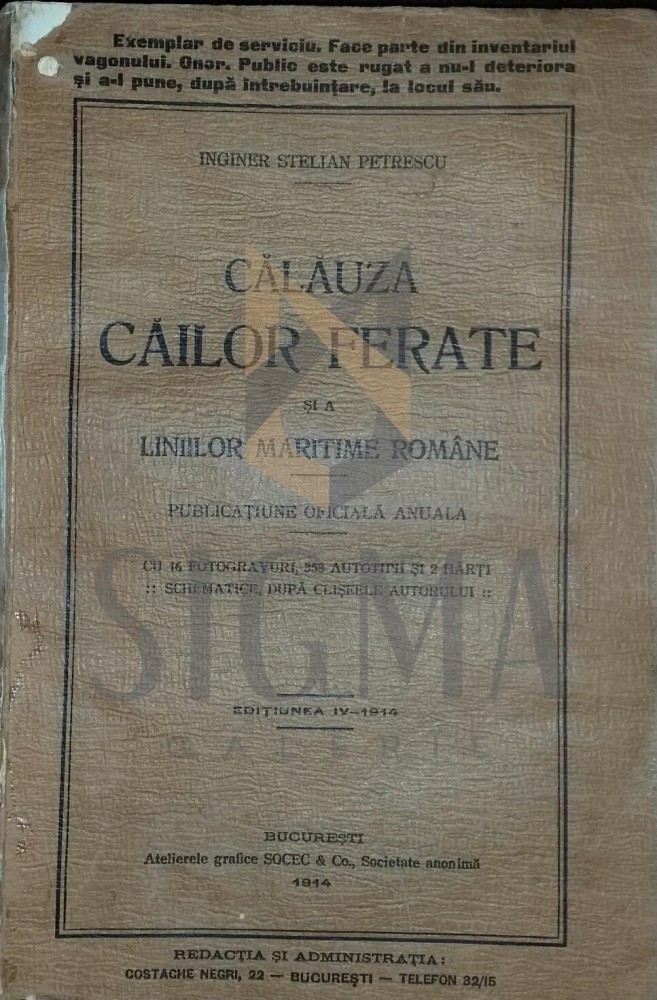 Exemplar de serviciu. Face parte din inventariul
vagonului. Onor. Public este rugat a nu-l deteriora
și a-l pune, după întrebuințare, la locul său.
INGINER STELIAN PETRESCU
CĂLĂUZA
CĂILOR FERATE
ȘI A
LINIILOR MARITIME ROMÂNE
PUBLICAȚIUNE OFICIALĂ ANUALA
CU 16 FOTOGRAVURI, 358 AUTOTIPII ȘI 2 HĂRȚI
:: SCHEMATICE, DUPĂ CLIȘEELE AUTORULUI ::
SIGMA
GALERIE
EDIȚIUNEA IV—1914
BUCUREȘTI
Atelierele grafice SOCEC & Co., Societate anonimă
1914
REDACȚIA ȘI ADMINISTRAȚIA:
COSTACHE NEGRI, 22 — BUCUREȘTI — TELEFON 32/15